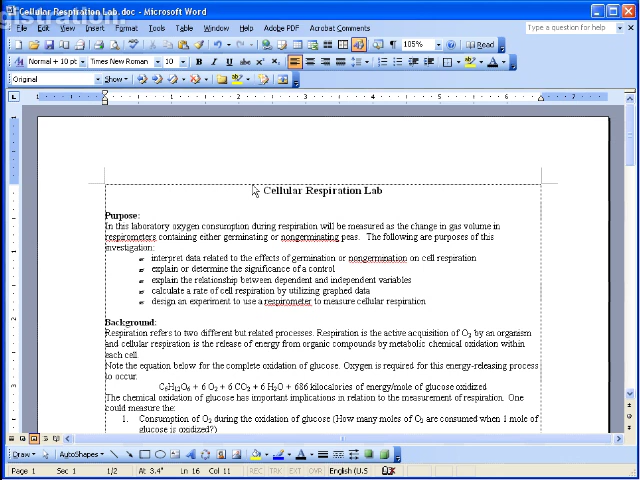 Cellular Respiration Lab.doc - Microsoft Word
gistration.
File Edit View Insert Format Tools Table Window Help Adobe PDF Acrobat Comments Type a question for help
105% Read
Normal + 10 pt Times New Roman 10 B I U
Original Show
1 1 2 3 4 5 6 7
Cellular Respiration Lab
Purpose:
In this laboratory oxygen consumption during respiration will be measured as the change in gas volume in
respirometers containing either germinating or nongerminating peas. The following are purposes of this
investigation:
interpret data related to the effects of germination or nongermination on cell respiration
explain or determine the significance of a control
explain the relationship between dependent and independent variables
calculate a rate of cell respiration by utilizing graphed data
design an experiment to use a respirometer to measure cellular respiration
Background:
Respiration refers to two different but related processes. Respiration is the active acquisition of O2 by an organism
and cellular respiration is the release of energy from organic compounds by metabolic chemical oxidation within
each cell.
Note the equation below for the complete oxidation of glucose. Oxygen is required for this energy-releasing process
to occur.
C6H12O6 + 6 O2 + 6 CO2 + 6 H2O + 686 kilocalories of energy/mole of glucose oxidized
The chemical oxidation of glucose has important implications in relation to the measurement of respiration. One
could measure the:
1. Consumption of O2 during the oxidation of glucose (How many moles of O2 are consumed when 1 mole of
glucose is oxidized?)
Draw AutoShapes
Page 1 Sec 1 1/2 At 3.4" Ln 16 Col 11 REC TRK EXT OVR English (U.S